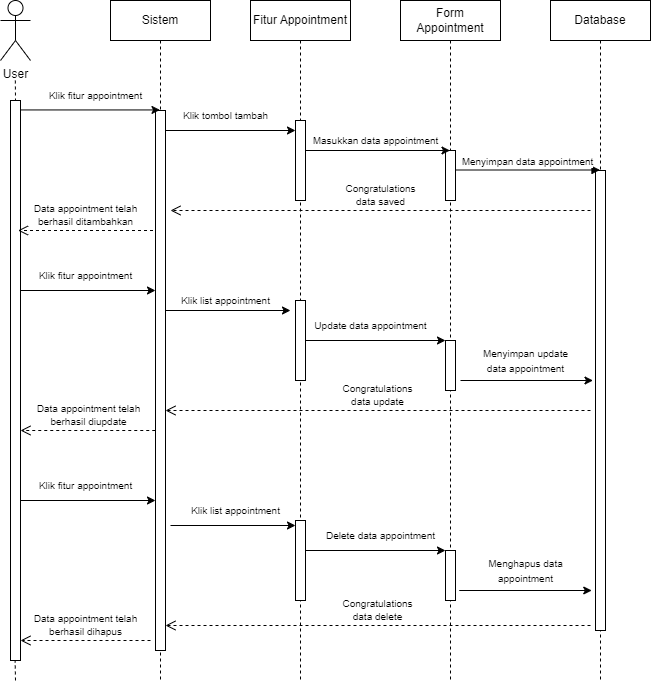 Sistem
Fitur Appointment
Form
Appointment
Database
User
Klik fitur appointment
Klik tombol tambah
Masukkan data appointment
Menyimpan data appointment
Congratulations
data saved
Data appointment telah
berhasil ditambahkan
Klik fitur appointment
Klik list appointment
Update data appointment
Menyimpan update
data appointment
Congratulations
data update
Data appointment telah
berhasil diupdate
Klik fitur appointment
Klik list appointment
Delete data appointment
Menghapus data
appointment
Congratulations
data delete
Data appointment telah
berhasil dihapus